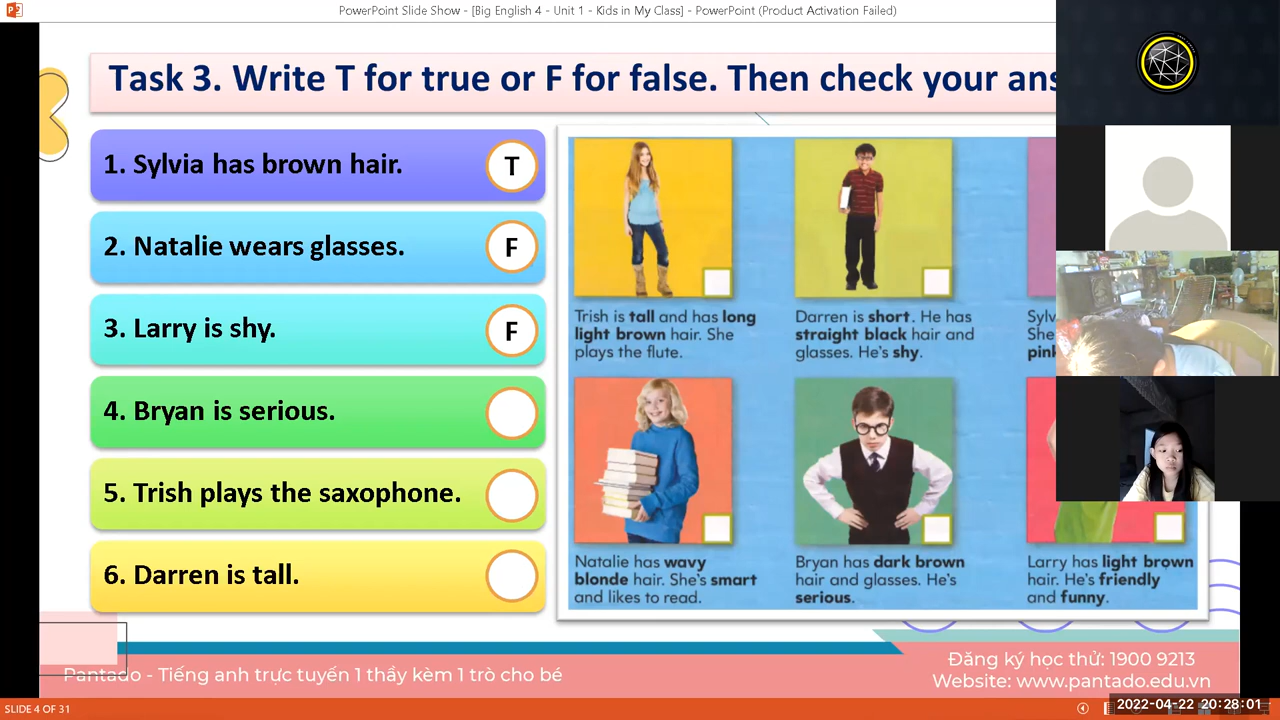 PowerPoint Slide Show - [Big English 4 - Unit 1 - Kids in My Class] - PowerPoint (Product Activation Failed)
Task 3. Write T for true or F for false. Then check your
1. Sylvia has brown hair.
T
2. Natalie wears glasses.
F
3. Larry is shy.
F
4. Bryan is serious.
5. Trish plays the saxophone.
6. Darren is tall.
Trish is tall and has long
light brown hair. She
plays the flute.
Darren is short. He has
straight black hair and
glasses. He's shy.
She
pink
Natalie has wavy
blonde hair. She's smart
and likes to read.
Bryan has dark brown
hair and glasses. He's
serious.
Larry has light brown
hair. He's friendly
and funny.
Pantado - Tiếng anh trực tuyến 1 thầy kèm 1 trò cho bé
Đăng ký học thử: 1900 9213
Website: www.pantado.edu.vn
SLIDE 4 OF 31
2022-04-22 20:28:01